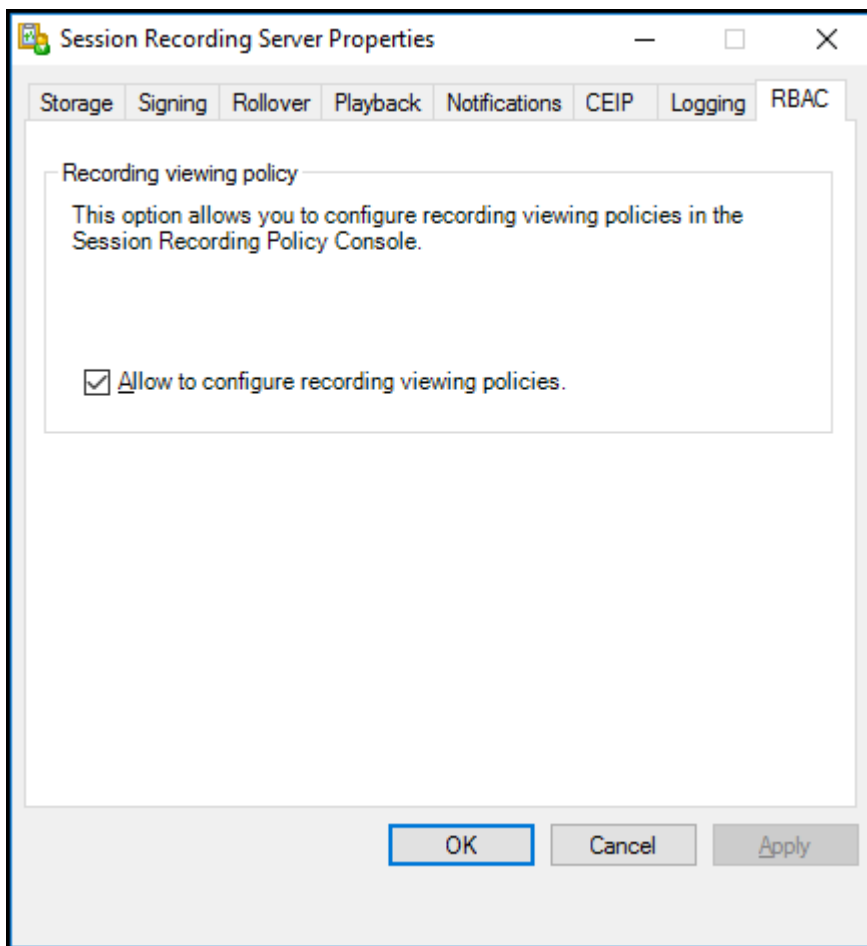 Session Recording Server Properties
Storage Signing Rollover Playback Notifications CEIP Logging RBAC
Recording viewing policy
This option allows you to configure recording viewing policies in the
Session Recording Policy Console.
Allow to configure recording viewing policies.
OK Cancel Apply